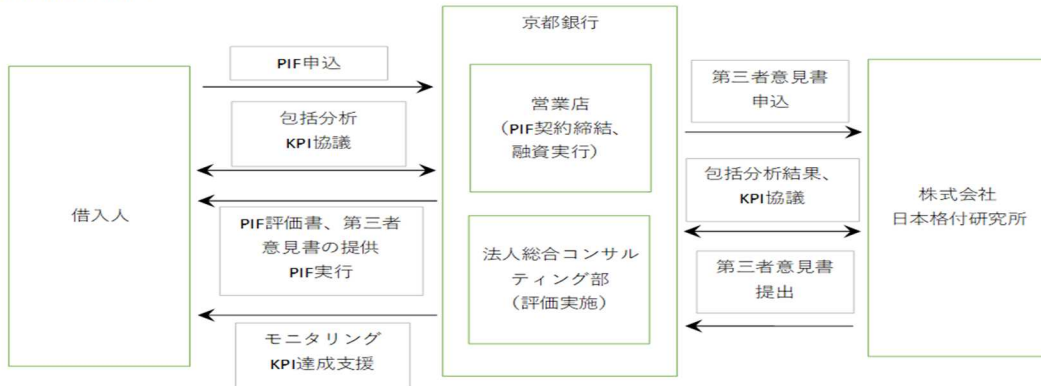 京都銀行
PIF申込
包括分析
KPI協議
借入人
PIF評価書、第三者
意見書の提供
PIF実行
モニタリング
KPI達成支援
営業店
（PIF契約締結、
融資実行）
法人総合コンサル
ティング部
（評価実施）
第三者意見書
申込
包括分析結果、
KPI協議
第三者意見書
提出
株式会社
日本格付研究所